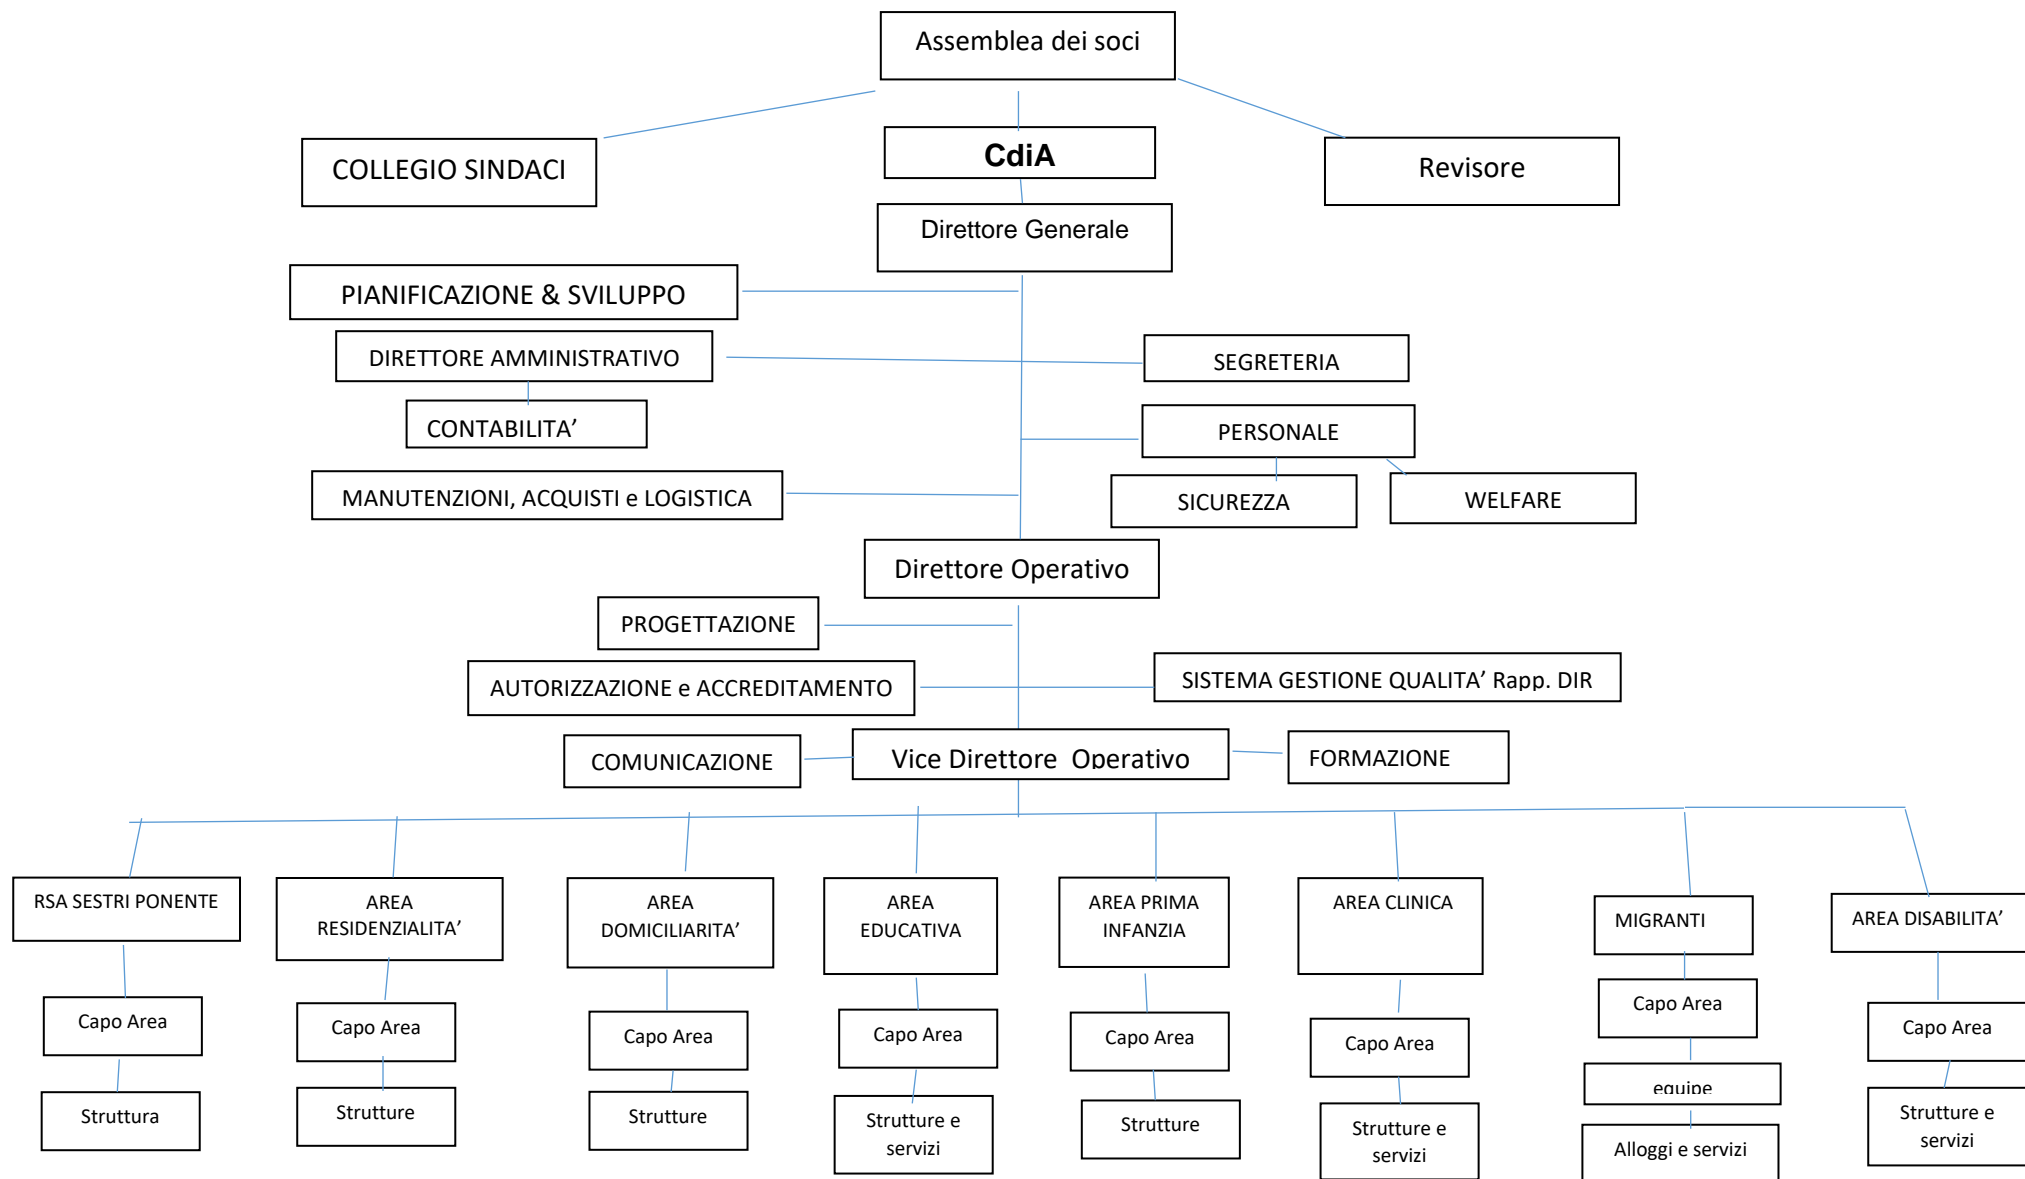 Assemblea dei soci
COLLEGIO SINDACI
CdiA
Revisore
Direttore Generale
PIANIFICAZIONE & SVILUPPO
DIRETTORE AMMINISTRATIVO
SEGRETERIA
CONTABILITA’
PERSONALE
MANUTENZIONI, ACQUISTI e LOGISTICA
SICUREZZA
WELFARE
Direttore Operativo
PROGETTAZIONE
AUTORIZZAZIONE e ACCREDITAMENTO
SISTEMA GESTIONE QUALITA’ Rapp. DIR
COMUNICAZIONE
Vice Direttore Operativo
FORMAZIONE
RSA SESTRI PONENTE
AREA
RESIDENZIALITA’
AREA
DOMICILIARITA’
AREA
EDUCATIVA
AREA PRIMA
INFANZIA
AREA CLINICA
MIGRANTI
AREA DISABILITA’
Capo Area
Capo Area
Capo Area
Capo Area
Capo Area
Capo Area
Capo Area
Capo Area
equipe
Struttura
Strutture
Strutture
Strutture e
servizi
Strutture
Strutture e
servizi
Alloggi e servizi
Strutture e
servizi